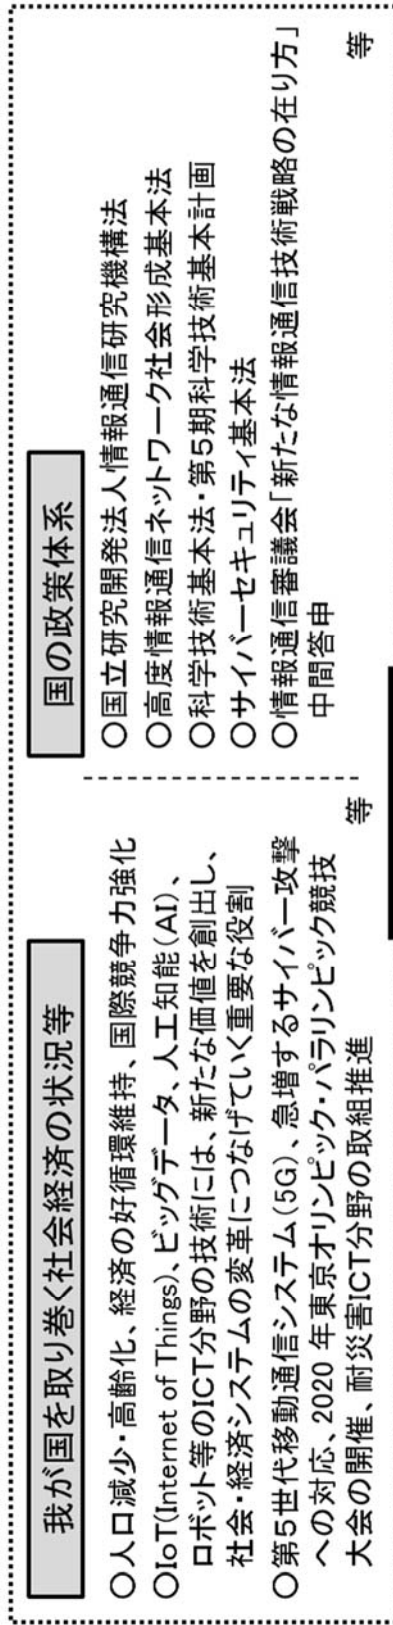 我が国を取り巻く社会経済の状況等
○人口減少・高齢化、経済の好循環維持、国際競争力強化
○IoT(Internet of Things)、ビッグデータ、人工知能(AI)、
ロボット等のICT分野の技術には、新たな価値を創出し、
社会・経済システムの変革につなげていく重要な役割
○第5世代移動通信システム(5G)、急増するサイバー攻撃
への対応、2020 年東京オリンピック・パラリンピック競技
大会の開催、耐災害ICT分野の取組推進
等
国の政策体系
○国立研究開発法人情報通信研究機構法
○高度情報通信ネットワーク社会形成基本法
○科学技術基本法・第5期科学技術基本計画
○サイバーセキュリティ基本法
○情報通信審議会「新たな情報通信技術戦略の在り方」
中間答申
等